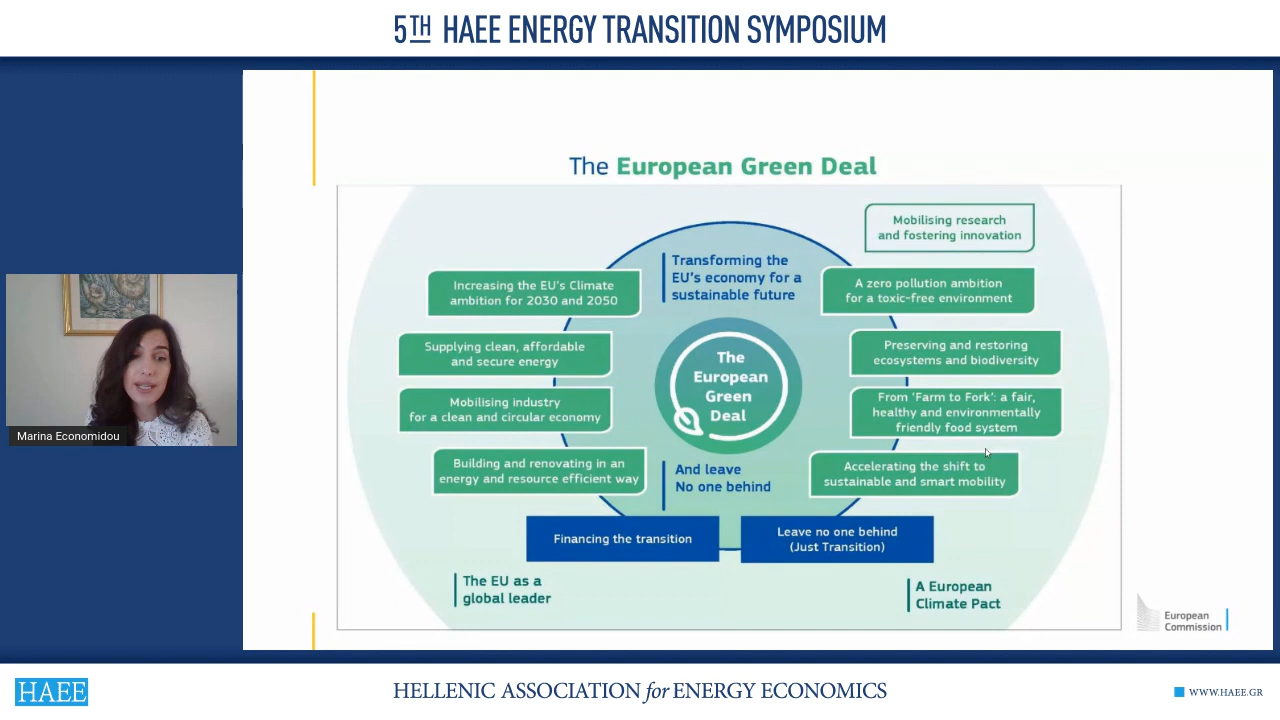 5TH HAEE ENERGY TRANSITION SYMPOSIUM
The European Green Deal
Mobilising research
and fostering innovation
Transforming the
EU's economy for a
sustainable future
Increasing the EU's Climate
ambition for 2030 and 2050
A zero pollution ambition
for a toxic-free environment
Supplying clean, affordable
and secure energy
Preserving and restoring
ecosystems and biodiversity
The
European
Green
Deal
Mobilising industry
for a clean and circular economy
From 'Farm to Fork': a fair,
healthy and environmentally
friendly food system
Building and renovating in an
energy and resource efficient way
And leave
No one behind
Accelerating the shift to
sustainable and smart mobility
Financing the transition
Leave no one behind
(Just Transition)
The EU as a
global leader
A European
Climate Pact
European
Commission
Marina Economidou
HAEE
HELLENIC ASSOCIATION for ENERGY ECONOMICS
WWW.HAEE.GR